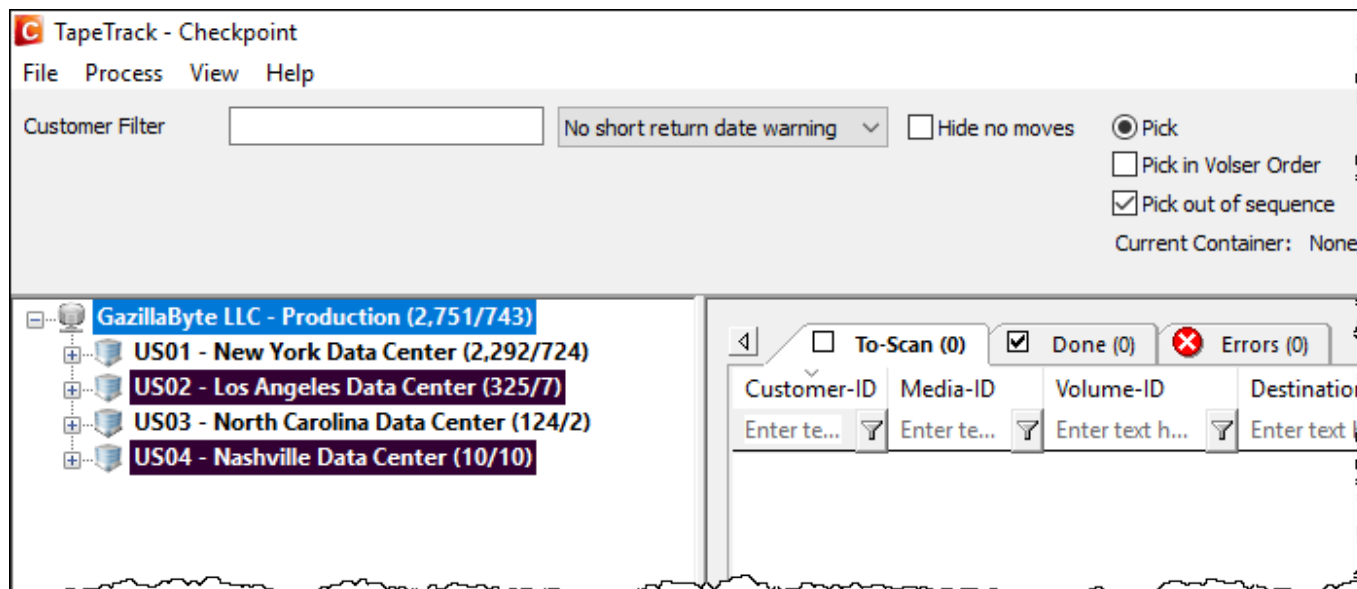 TapeTrack - Checkpoint
File Process View Help
Customer Filter No short return date warning Hide no moves Pick
Pick in Volser Order
Pick out of sequence
Current Container: None
GazillaByte LLC - Production (2,751/743)
US01 - New York Data Center (2,292/724)
US02 - Los Angeles Data Center (325/7)
US03 - North Carolina Data Center (124/2)
US04 - Nashville Data Center (10/10)
To-Scan (0) Done (0) Errors (0)
Customer-ID Media-ID Volume-ID Destination
Enter te... Enter te... Enter text h... Enter text